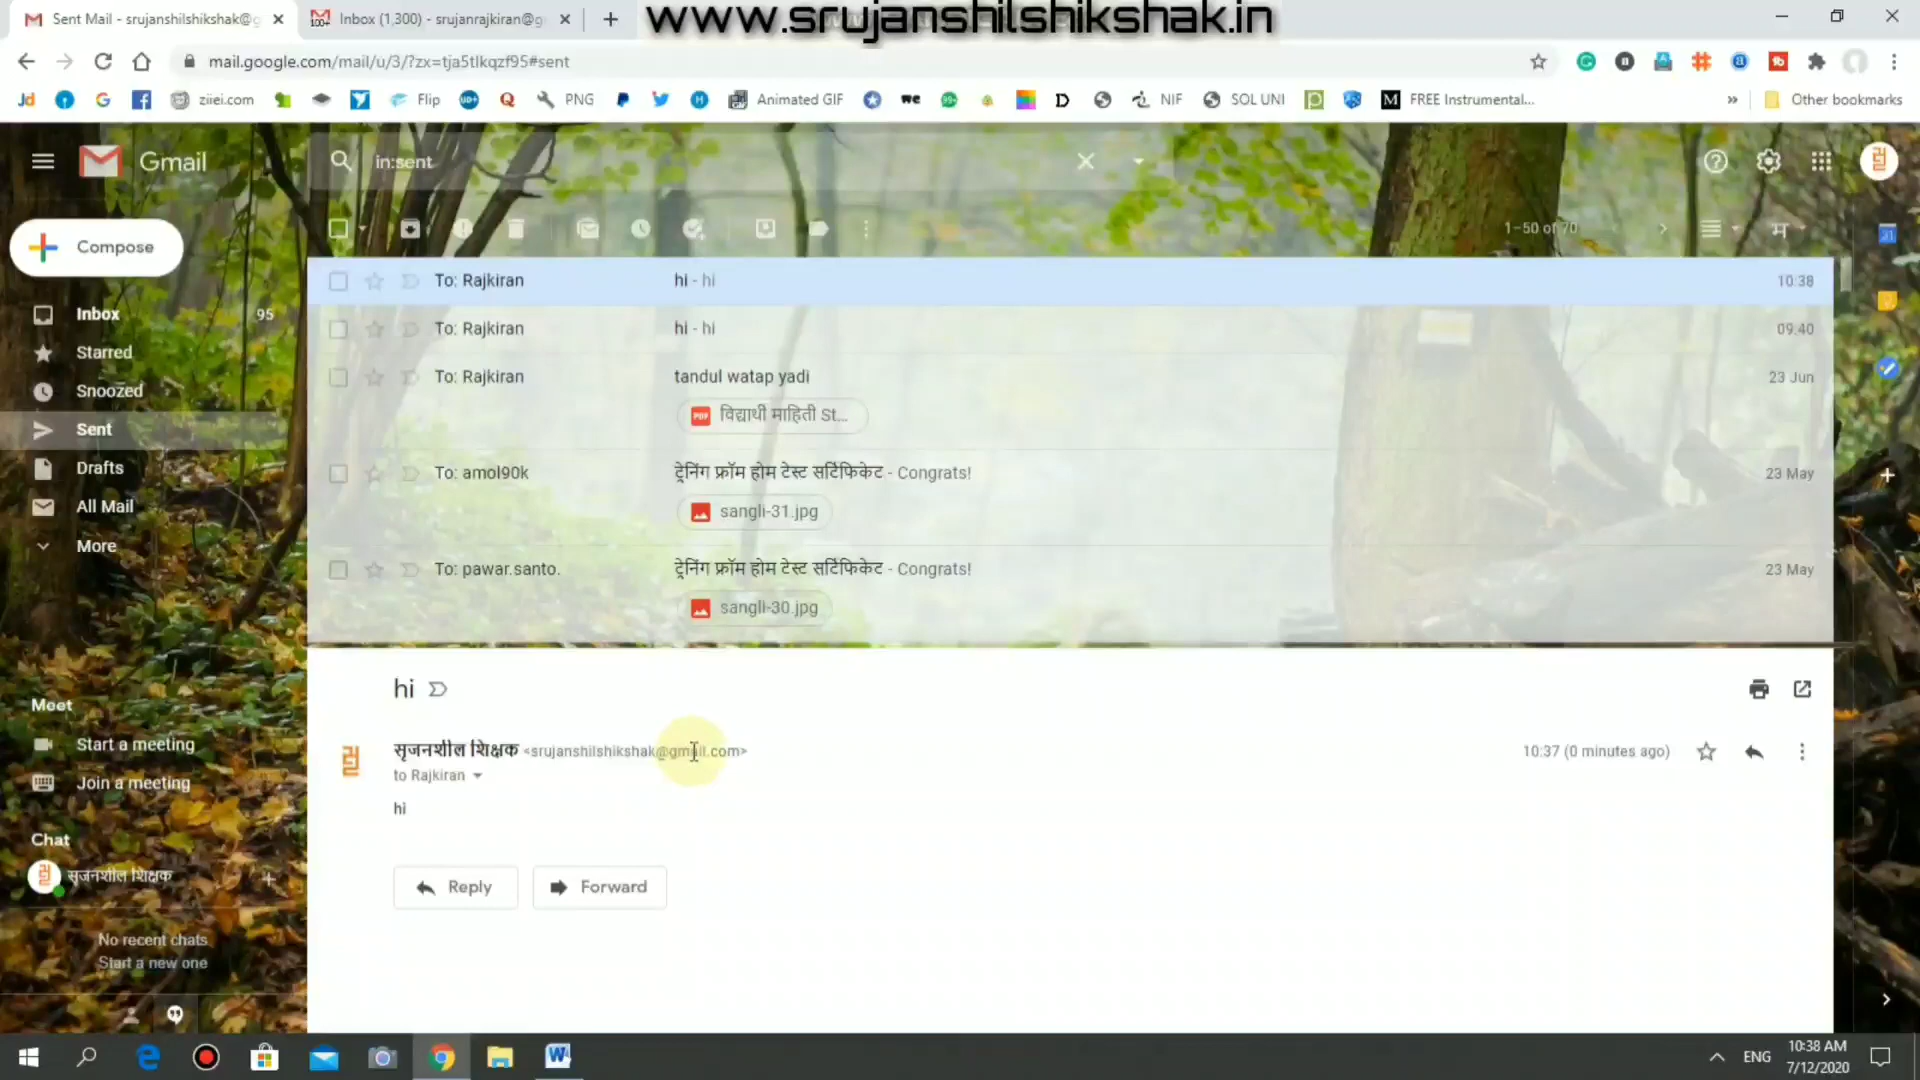 Sent Mail - srujanshilshikshak@g
Inbox (1,300) - srujanrajkiran@g
www.srujanshilshikshak.in
mail.google.com/mail/u/3/?zx=tja5tlkqzf95#sent
Jd
ziiei.com
Flip
PNG
Animated GIF
NIF
SOL UNI
FREE Instrumental...
Other bookmarks
Gmail
in:sent
Compose
1-50 of 70
Inbox 95
Starred
Snoozed
Sent
Drafts
All Mail
More
To: Rajkiran hi - hi 10:38
To: Rajkiran hi - hi 09:40
To: Rajkiran tandul watap yadi 23 Jun
PDF विद्यार्थी माहिती St...
To: amol90k ट्रेनिंग फ्रॉम होम टेस्ट सर्टिफिकेट - Congrats! 23 May
sangli-31.jpg
To: pawar.santo. ट्रेनिंग फ्रॉम होम टेस्ट सर्टिफिकेट - Congrats! 23 May
sangli-30.jpg
hi
सृजनशील शिक्षक <srujanshilshikshak@gmail.com> 10:37 (0 minutes ago)
to Rajkiran
hi
Reply
Forward
Meet
Start a meeting
Join a meeting
Chat
सृजनशील शिक्षक
No recent chats
Start a new one
ENG
10:38 AM
7/12/2020